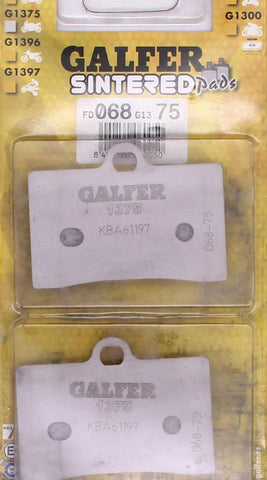 G1375
G1396
G1397
G1300
GALFER
SINTERED pads
FD 068 G13 75
GALFER
1375
KBA61197
068-75
GALFER
1375
KBA61197
068-75